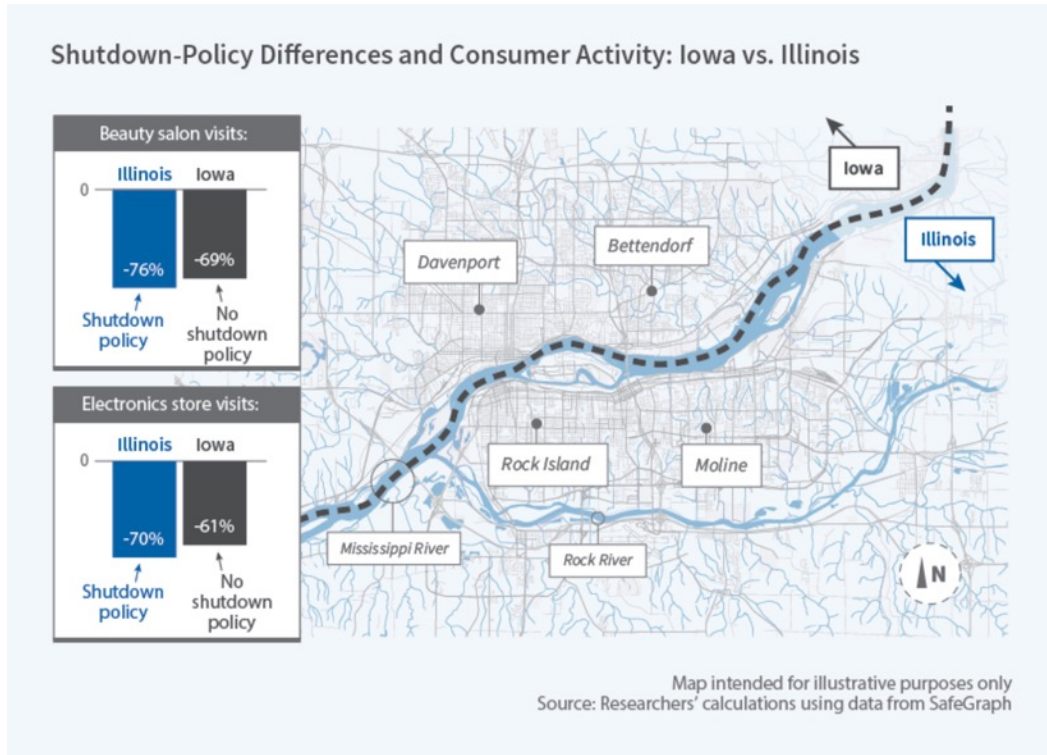 Shutdown-Policy Differences and Consumer Activity: Iowa vs. Illinois
Beauty salon visits:
Illinois Iowa
0
-76% -69%
Shutdown
policy
No
shutdown
policy
Electronics store visits:
Illinois Iowa
0
-70% -61%
Shutdown
policy
No
shutdown
policy
Iowa
Illinois
Davenport
Bettendorf
Rock Island
Moline
Mississippi River
Rock River
N
Map intended for illustrative purposes only
Source: Researchers’ calculations using data from SafeGraph